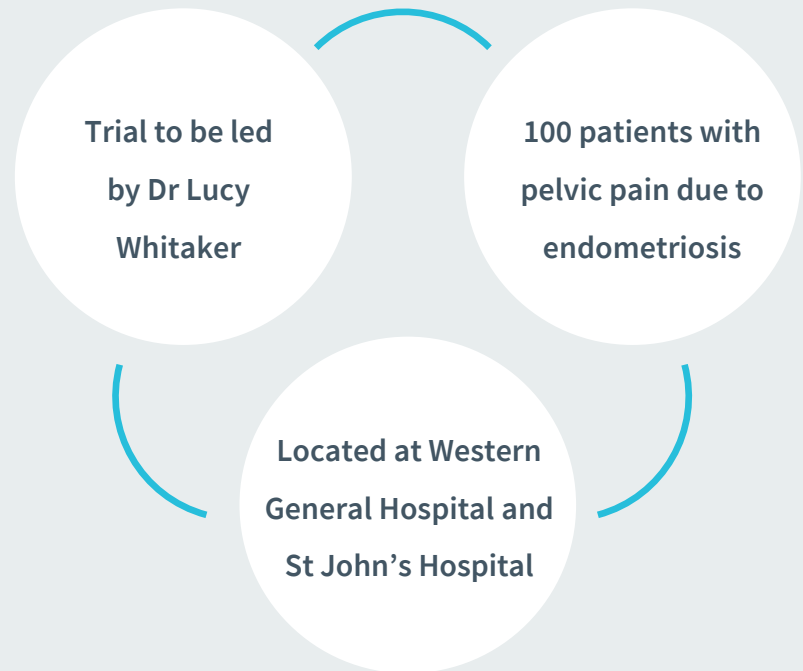 Trial to be led
by Dr Lucy
Whitaker
100 patients with
pelvic pain due to
endometriosis
Located at Western
General Hospital and
St John’s Hospital